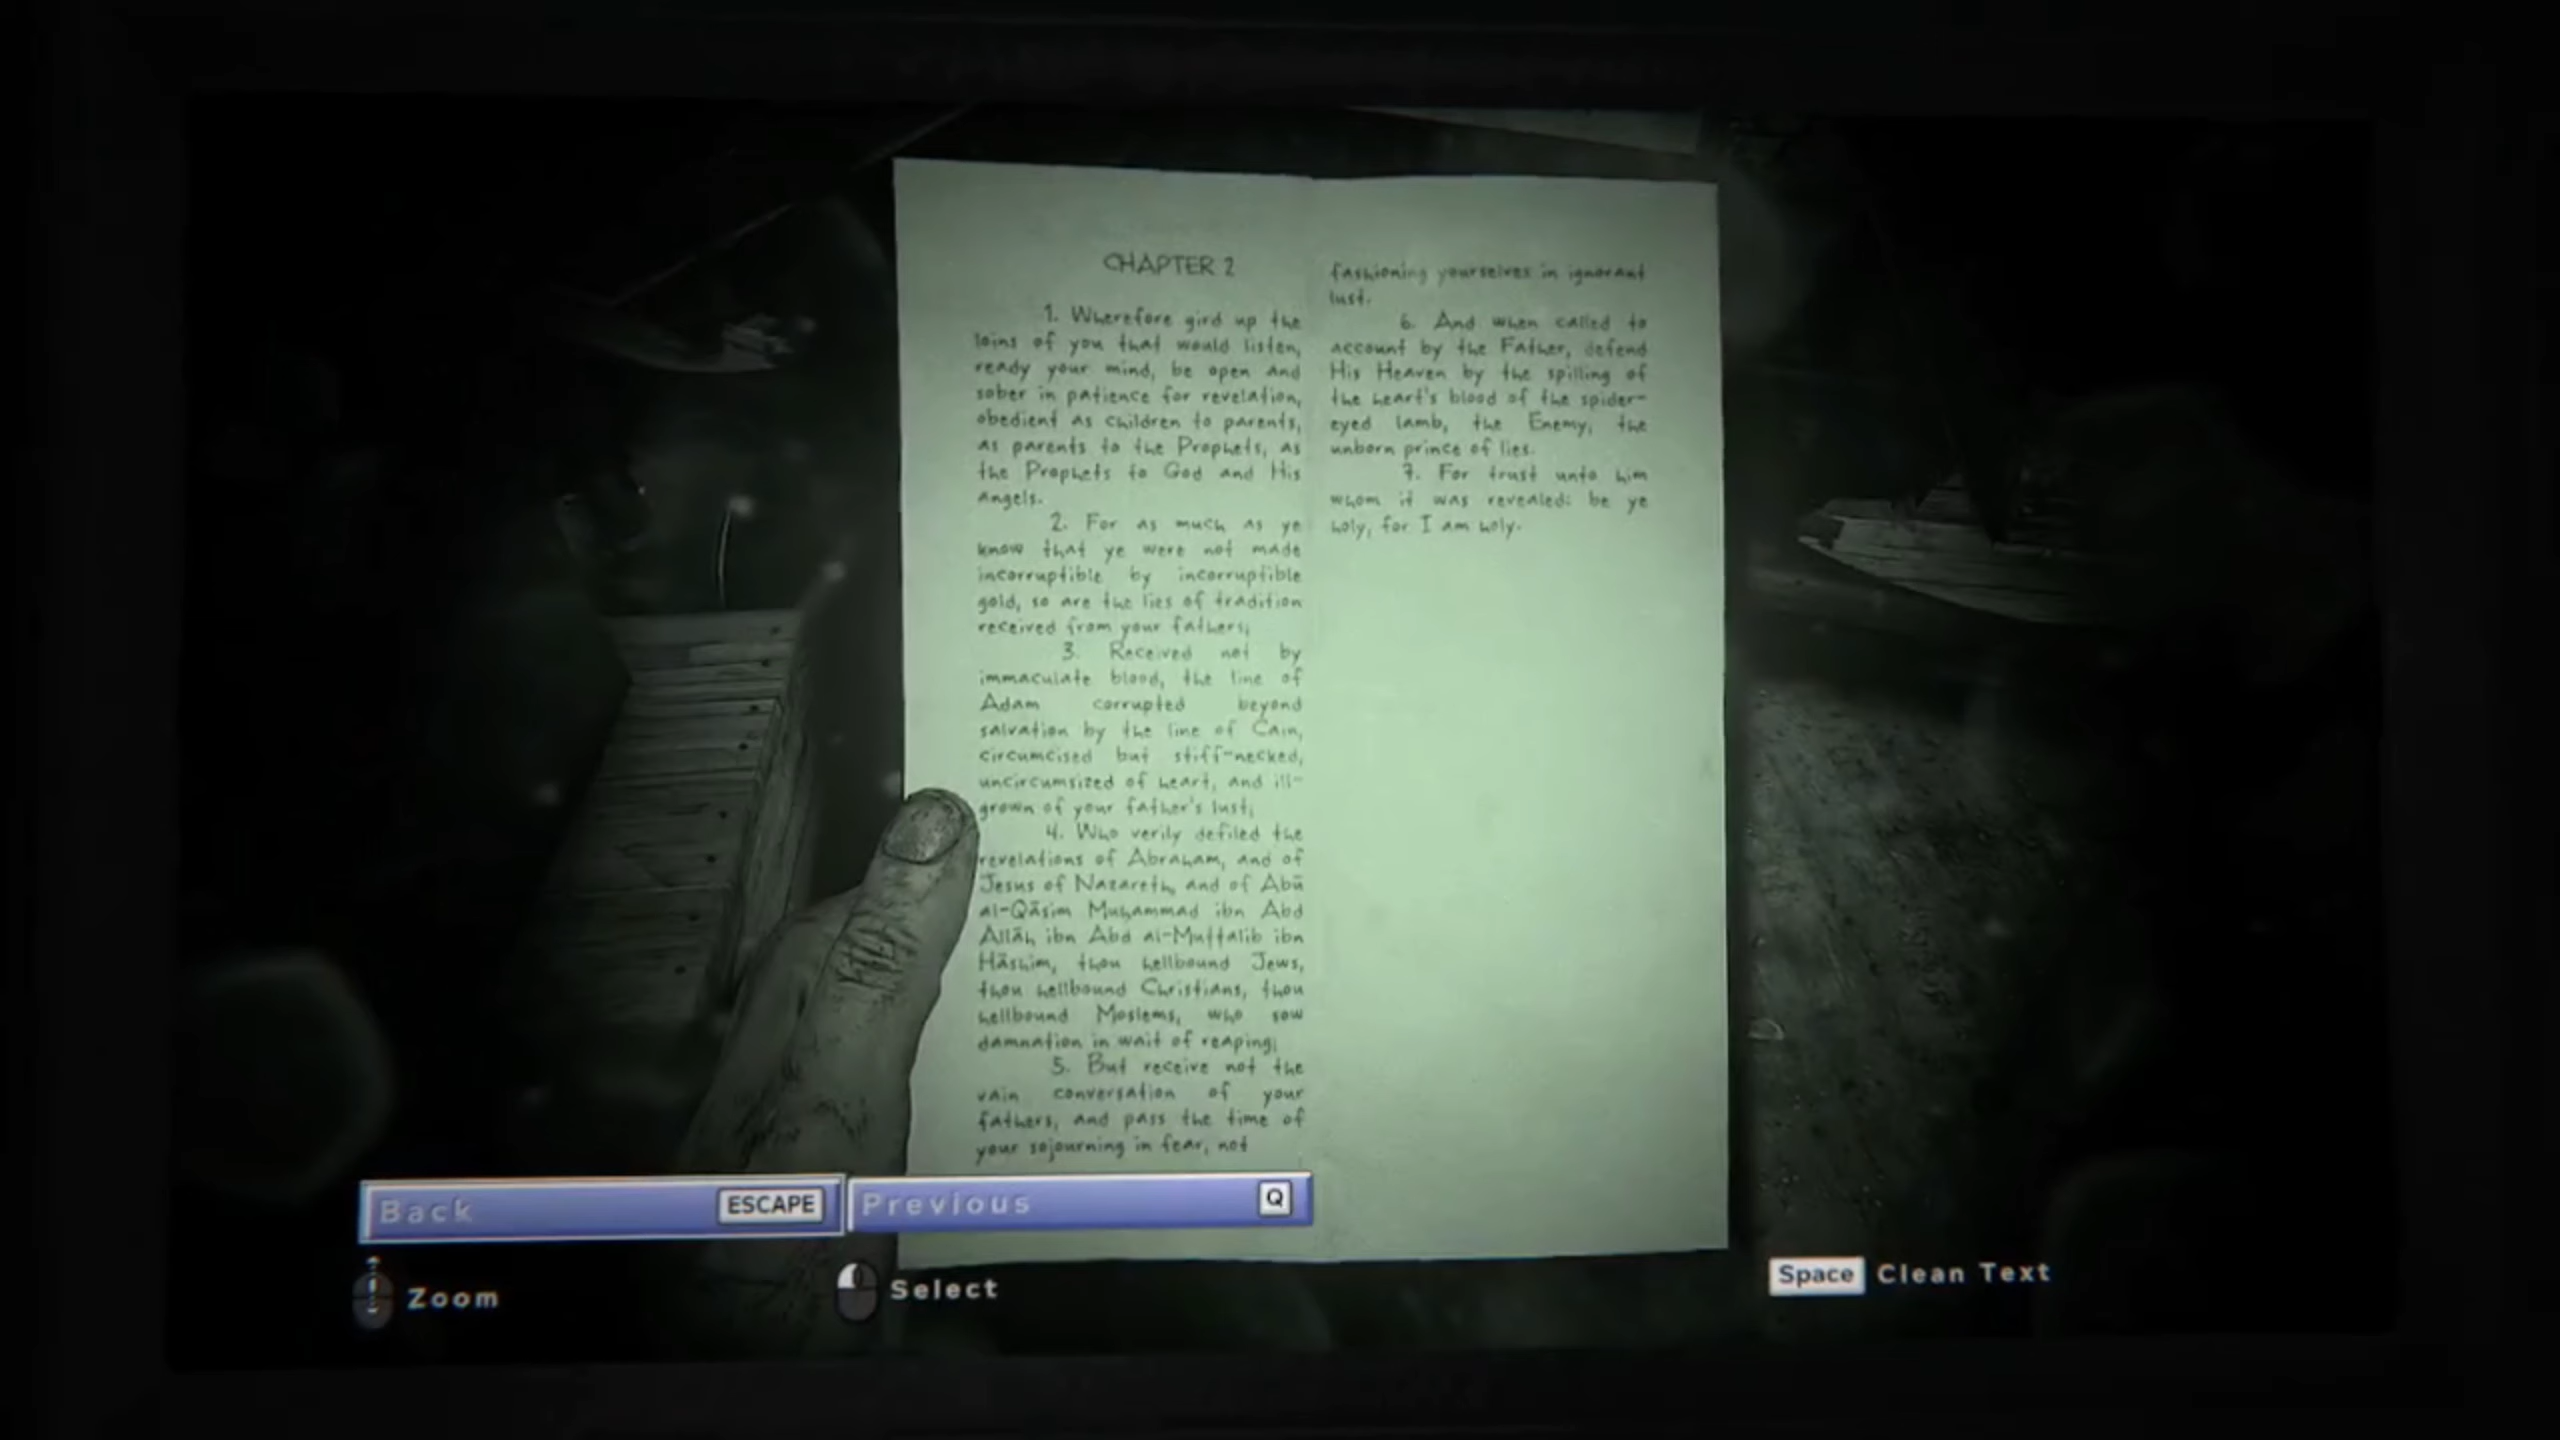 CHAPTER 2
1. Wherefore gird up the
loins of you that would listen,
ready your mind, be open and
sober in patience for revelation,
obedient as children to parents,
as parents to the Prophets, as
the Prophets to God and His
Angels.
2. For as much as ye
know that ye were not made
incorruptible by incorruptible
gold, so are the lies of tradition
received from your fathers;
3. Received not by
immaculate blood, the line of
Adam corrupted beyond
salvation by the line of Cain,
circumcised but stiff-necked,
uncircumsized of heart, and ill-
grown of your father's lust;
4. Who verily defiled the
revelations of Abraham, and of
Jesus of Nazareth, and of Abū
al-Qāsim Muhammad ibn Abd
Allāh ibn Abd al-Muttalib ibn
Hāshim, thou hellbound Jews,
thou hellbound Christians, thou
hellbound Moslems, who sow
damnation in wait of reaping;
5. But receive not the
vain conversation of your
fathers, and pass the time of
your sojourning in fear, not
fashioning yourselves in ignorant
lust.
6. And when called to
account by the Father, defend
His Heaven by the spilling of
the heart's blood of the spider-
eyed lamb, the Enemy, the
unborn prince of lies.
7. For trust unto him
whom it was revealed: be ye
holy, for I am holy.
Back ESCAPE
Previous Q
Zoom
Select
Space Clean Text